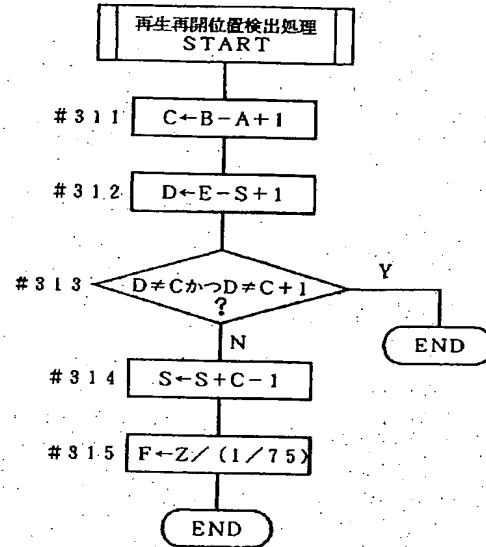 再生再開位置検出処理
START
#311 C←B-A+1
#312 D←E-S+1
#313 D≠CかつD≠C+1
?
Y
N
END
#314 S←S+C-1
#315 F←Z/(1/75)
END